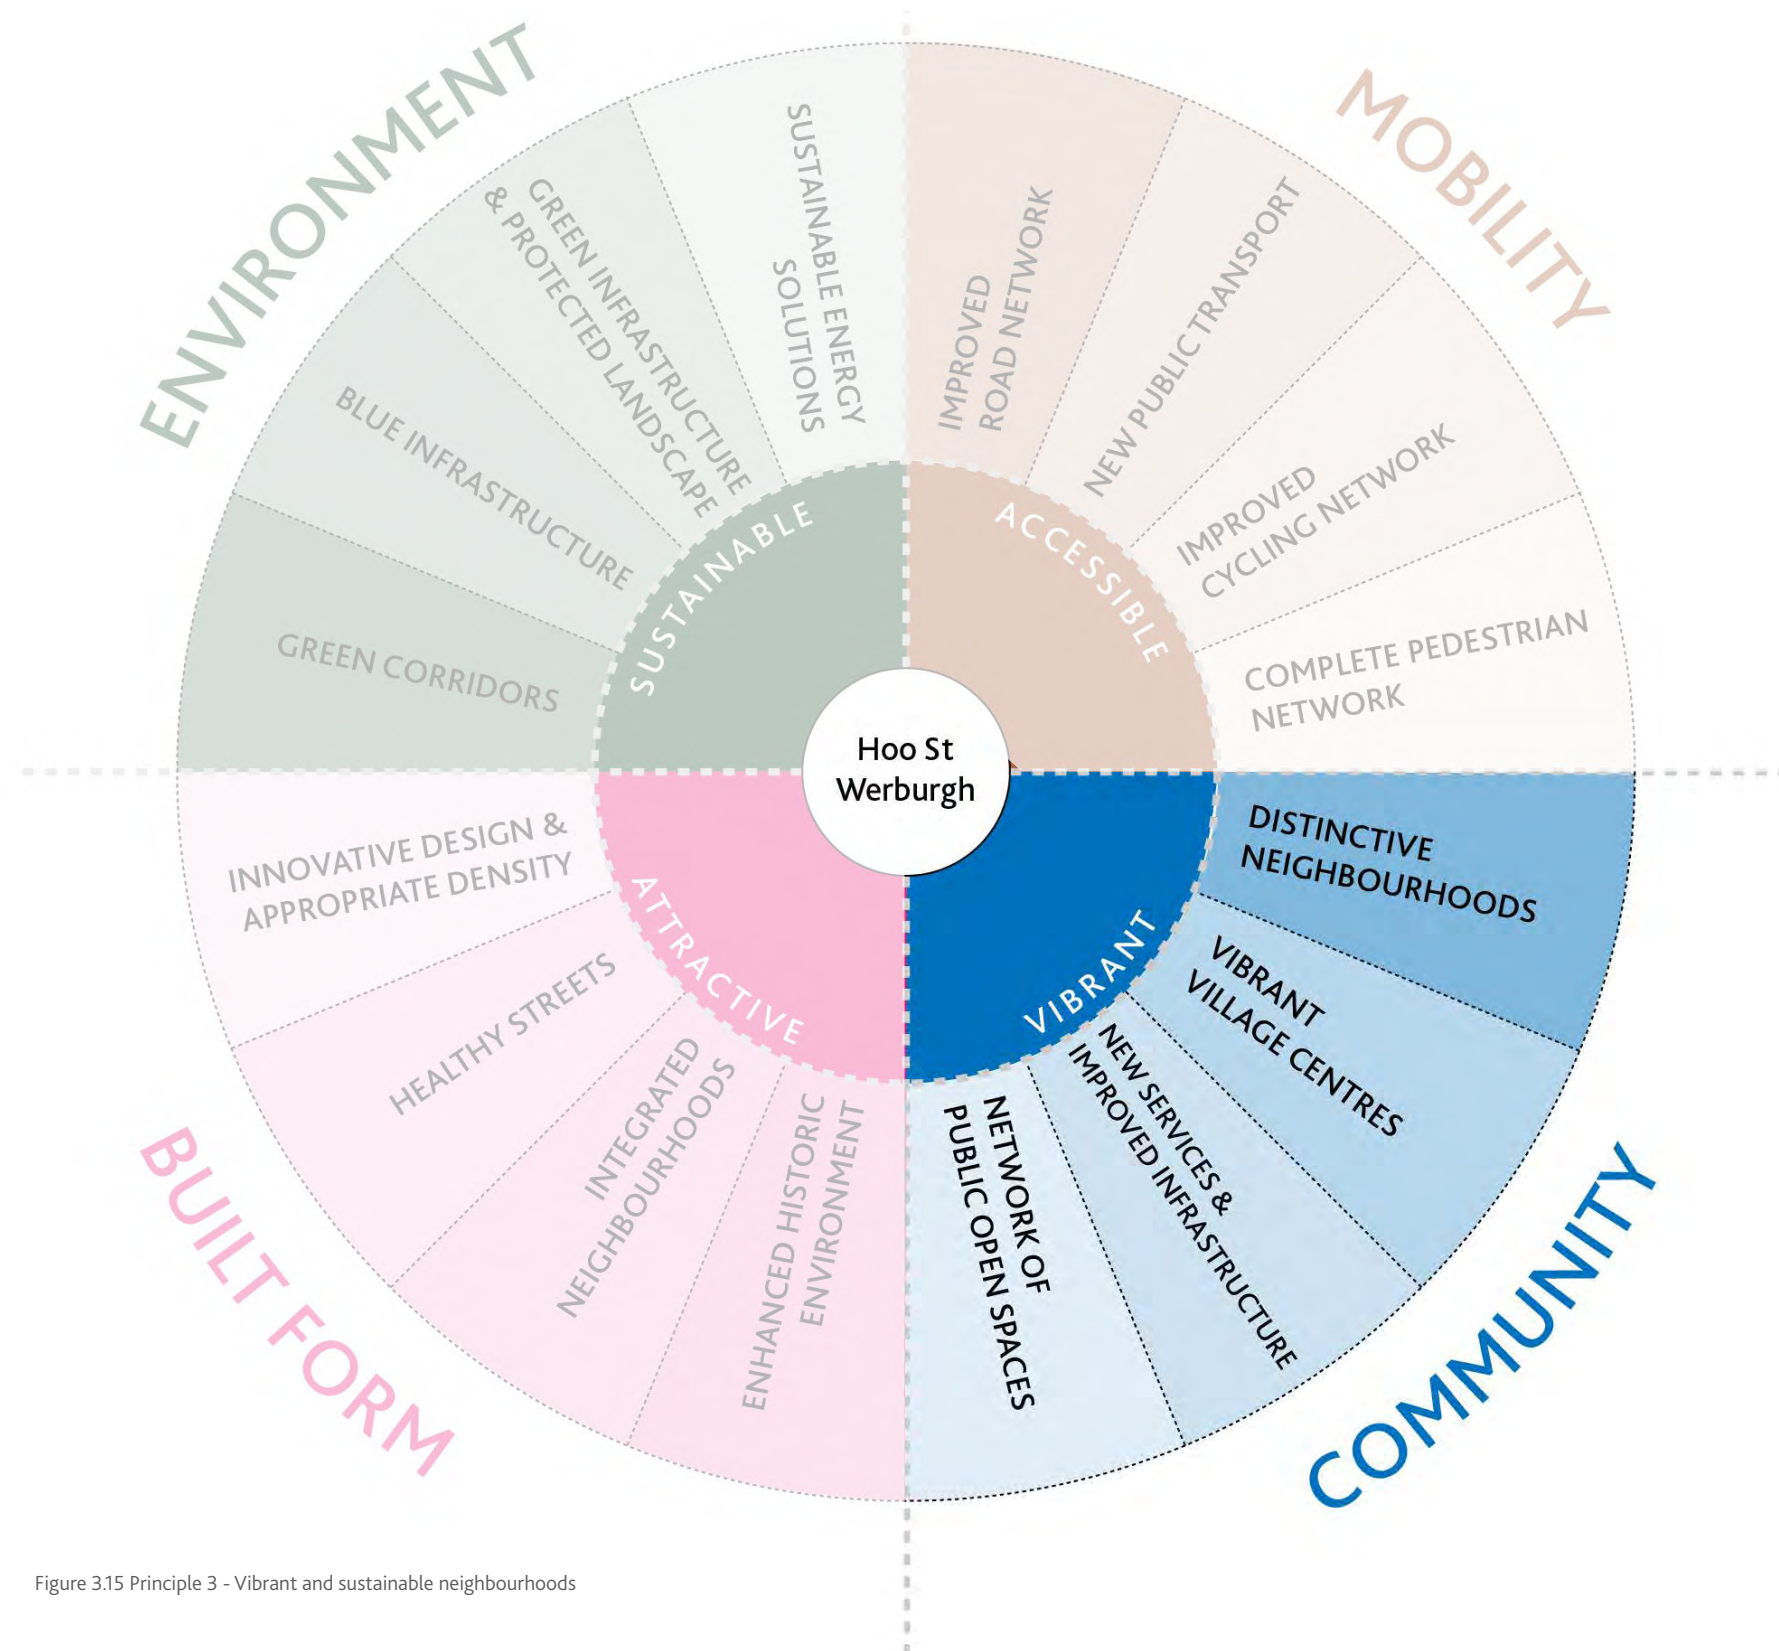 ENVIRONMENT
MOBILITY
SUSTAINABLE ENERGY
SOLUTIONS
GREEN INFRASTRUCTURE
& PROTECTED LANDSCAPE
BLUE INFRASTRUCTURE
GREEN CORRIDORS
SUSTAINABLE
IMPROVED
ROAD NETWORK
NEW PUBLIC TRANSPORT
IMPROVED
CYCLING NETWORK
COMPLETE PEDESTRIAN
NETWORK
ACCESSIBLE
Hoo St
Werburgh
INNOVATIVE DESIGN &
APPROPRIATE DENSITY
HEALTHY STREETS
INTEGRATED
NEIGHBOURHOODS
ENHANCED HISTORIC
ENVIRONMENT
ATTRACTIVE
VIBRANT
DISTINCTIVE
NEIGHBOURHOODS
VIBRANT
VILLAGE CENTRES
NEW SERVICES &
IMPROVED INFRASTRUCTURE
NETWORK OF
PUBLIC OPEN SPACES
BUILT FORM
COMMUNITY
Figure 3.15 Principle 3 - Vibrant and sustainable neighbourhoods